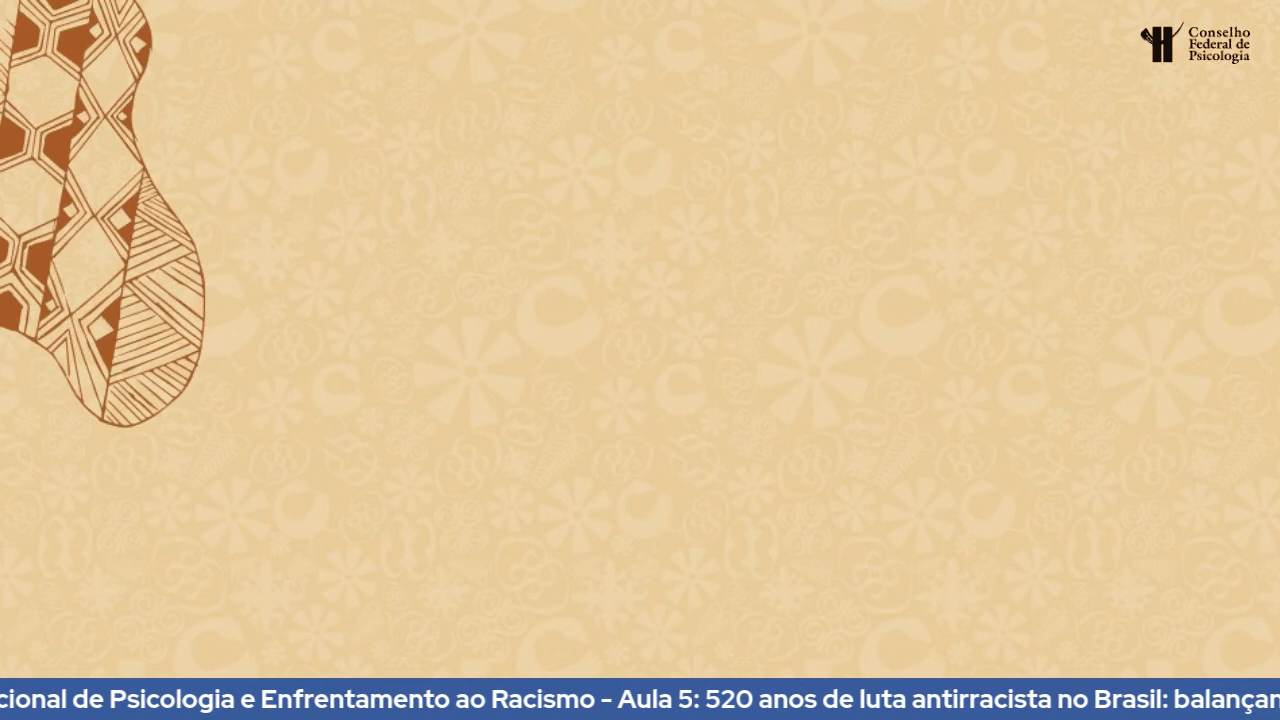 Conselho
Federal de
Psicologia
cional de Psicologia e Enfrentamento ao Racismo - Aula 5: 520 anos de luta antirracista no Brasil: balançan